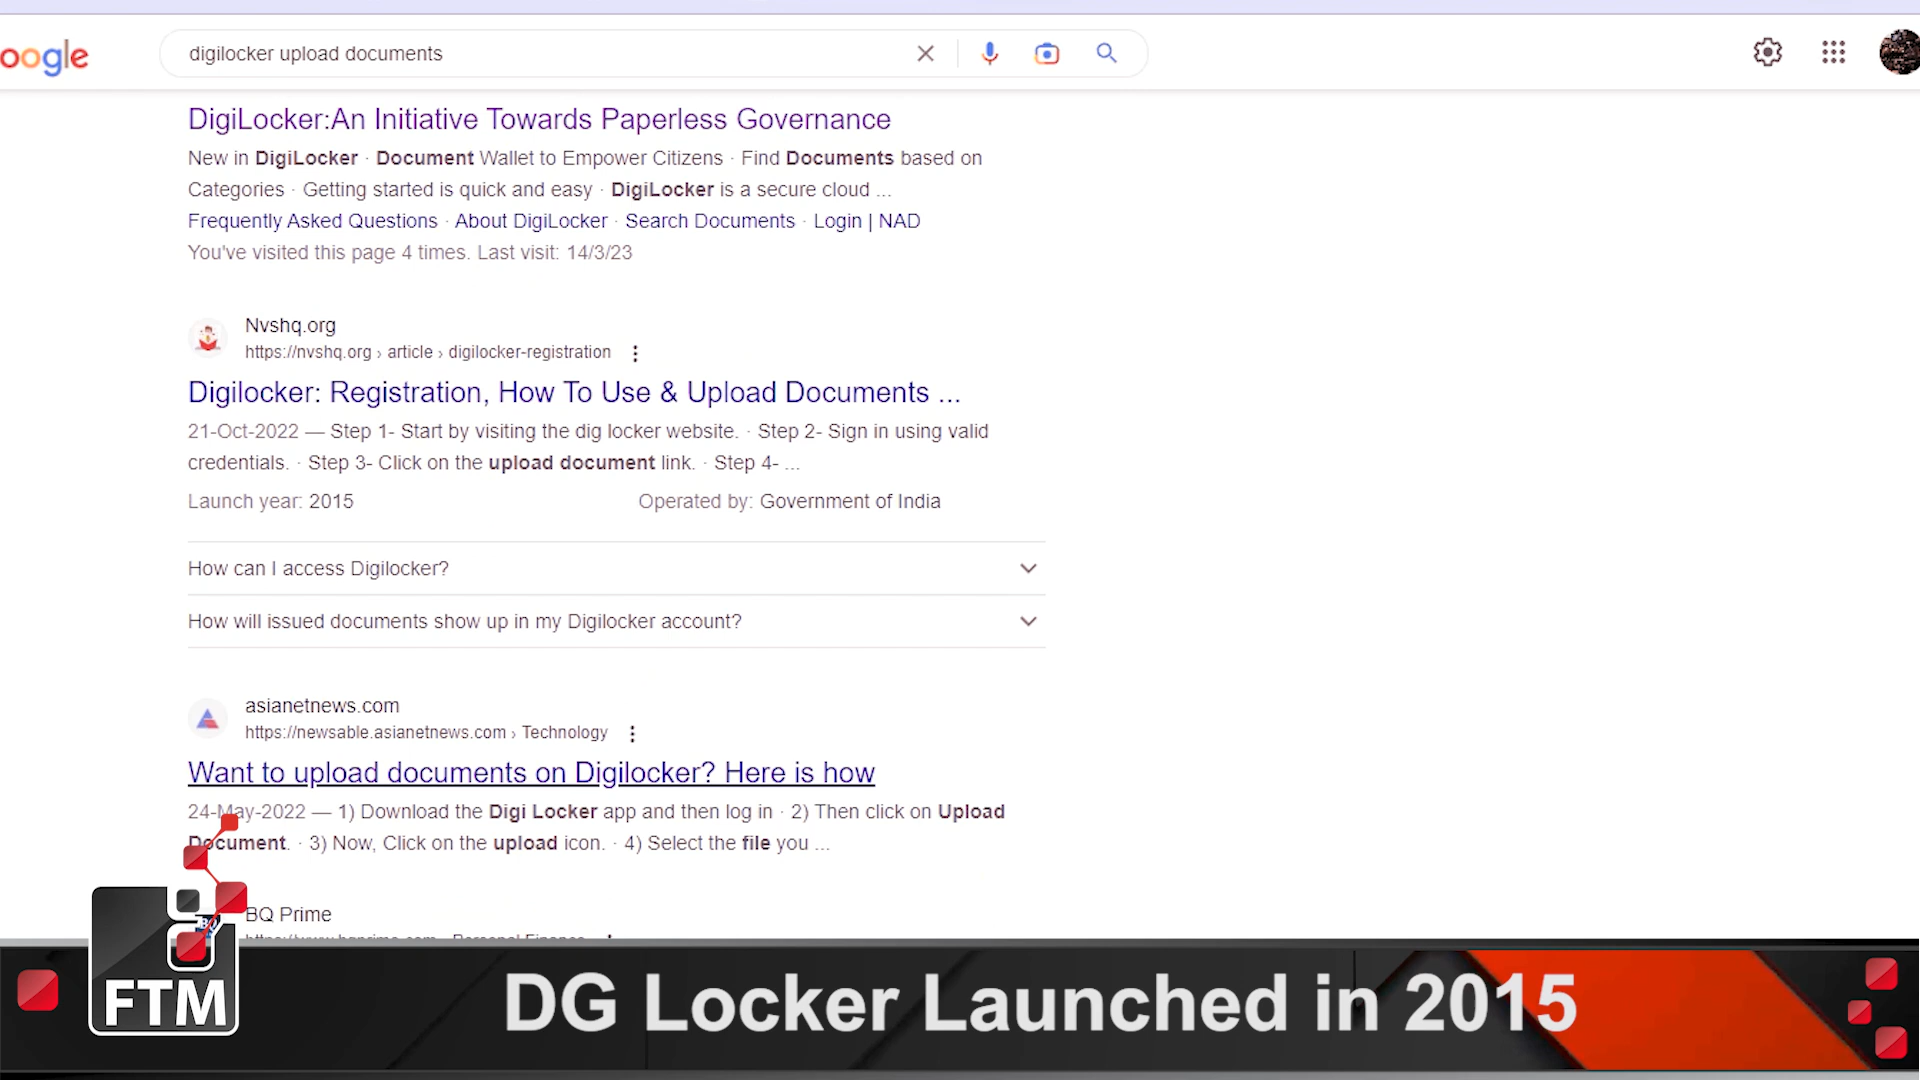 oogle
digilocker upload documents
DigiLocker:An Initiative Towards Paperless Governance
New in DigiLocker · Document Wallet to Empower Citizens · Find Documents based on
Categories · Getting started is quick and easy · DigiLocker is a secure cloud ...
Frequently Asked Questions · About DigiLocker · Search Documents · Login | NAD
You've visited this page 4 times. Last visit: 14/3/23
Nvshq.org
https://nvshq.org › article › digilocker-registration
Digilocker: Registration, How To Use & Upload Documents ...
21-Oct-2022 — Step 1- Start by visiting the dig locker website. · Step 2- Sign in using valid
credentials. · Step 3- Click on the upload document link. · Step 4- ...
Launch year: 2015 Operated by: Government of India
How can I access Digilocker?
How will issued documents show up in my Digilocker account?
asianetnews.com
https://newsable.asianetnews.com › Technology
Want to upload documents on Digilocker? Here is how
24-May-2022 — 1) Download the Digi Locker app and then log in · 2) Then click on Upload
Document. · 3) Now, Click on the upload icon. · 4) Select the file you ...
BQ Prime
FTM
DG Locker Launched in 2015